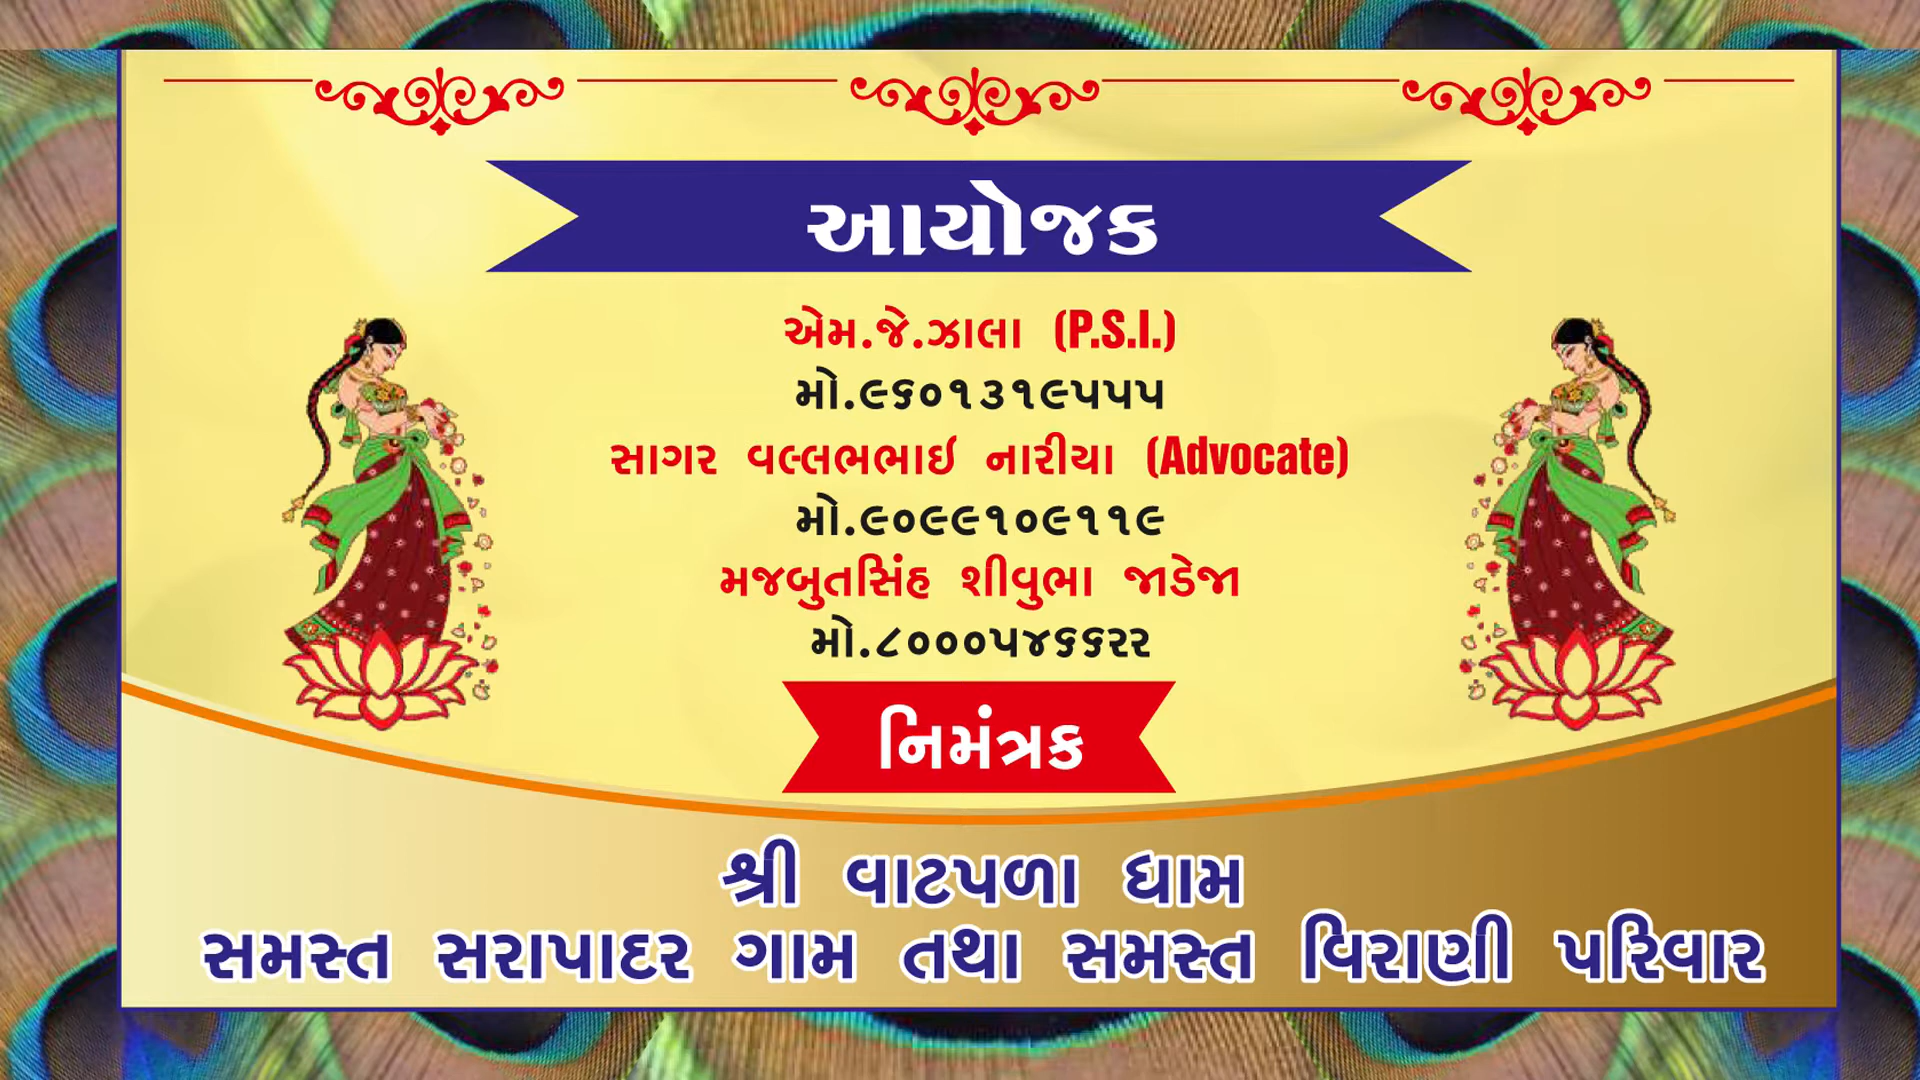 આયોજક
એમ.જે.ઝાલા (P.S.I.)
મો.૯૬૦૧૩૧૯૫૫૫
સાગર વલ્લભભાઈ નારીયા (Advocate)
મો.૯૦૯૯૧૦૯૧૧૯
મજબુતસિંહ શીવુભા જાડેજા
મો.૮૦૦૦૫૪૬૬૨૨
નિમંત્રક
શ્રી વાટપળા ધામ
સમસ્ત સરાપાદર ગામ તથા સમસ્ત વિરાણી પરિવાર